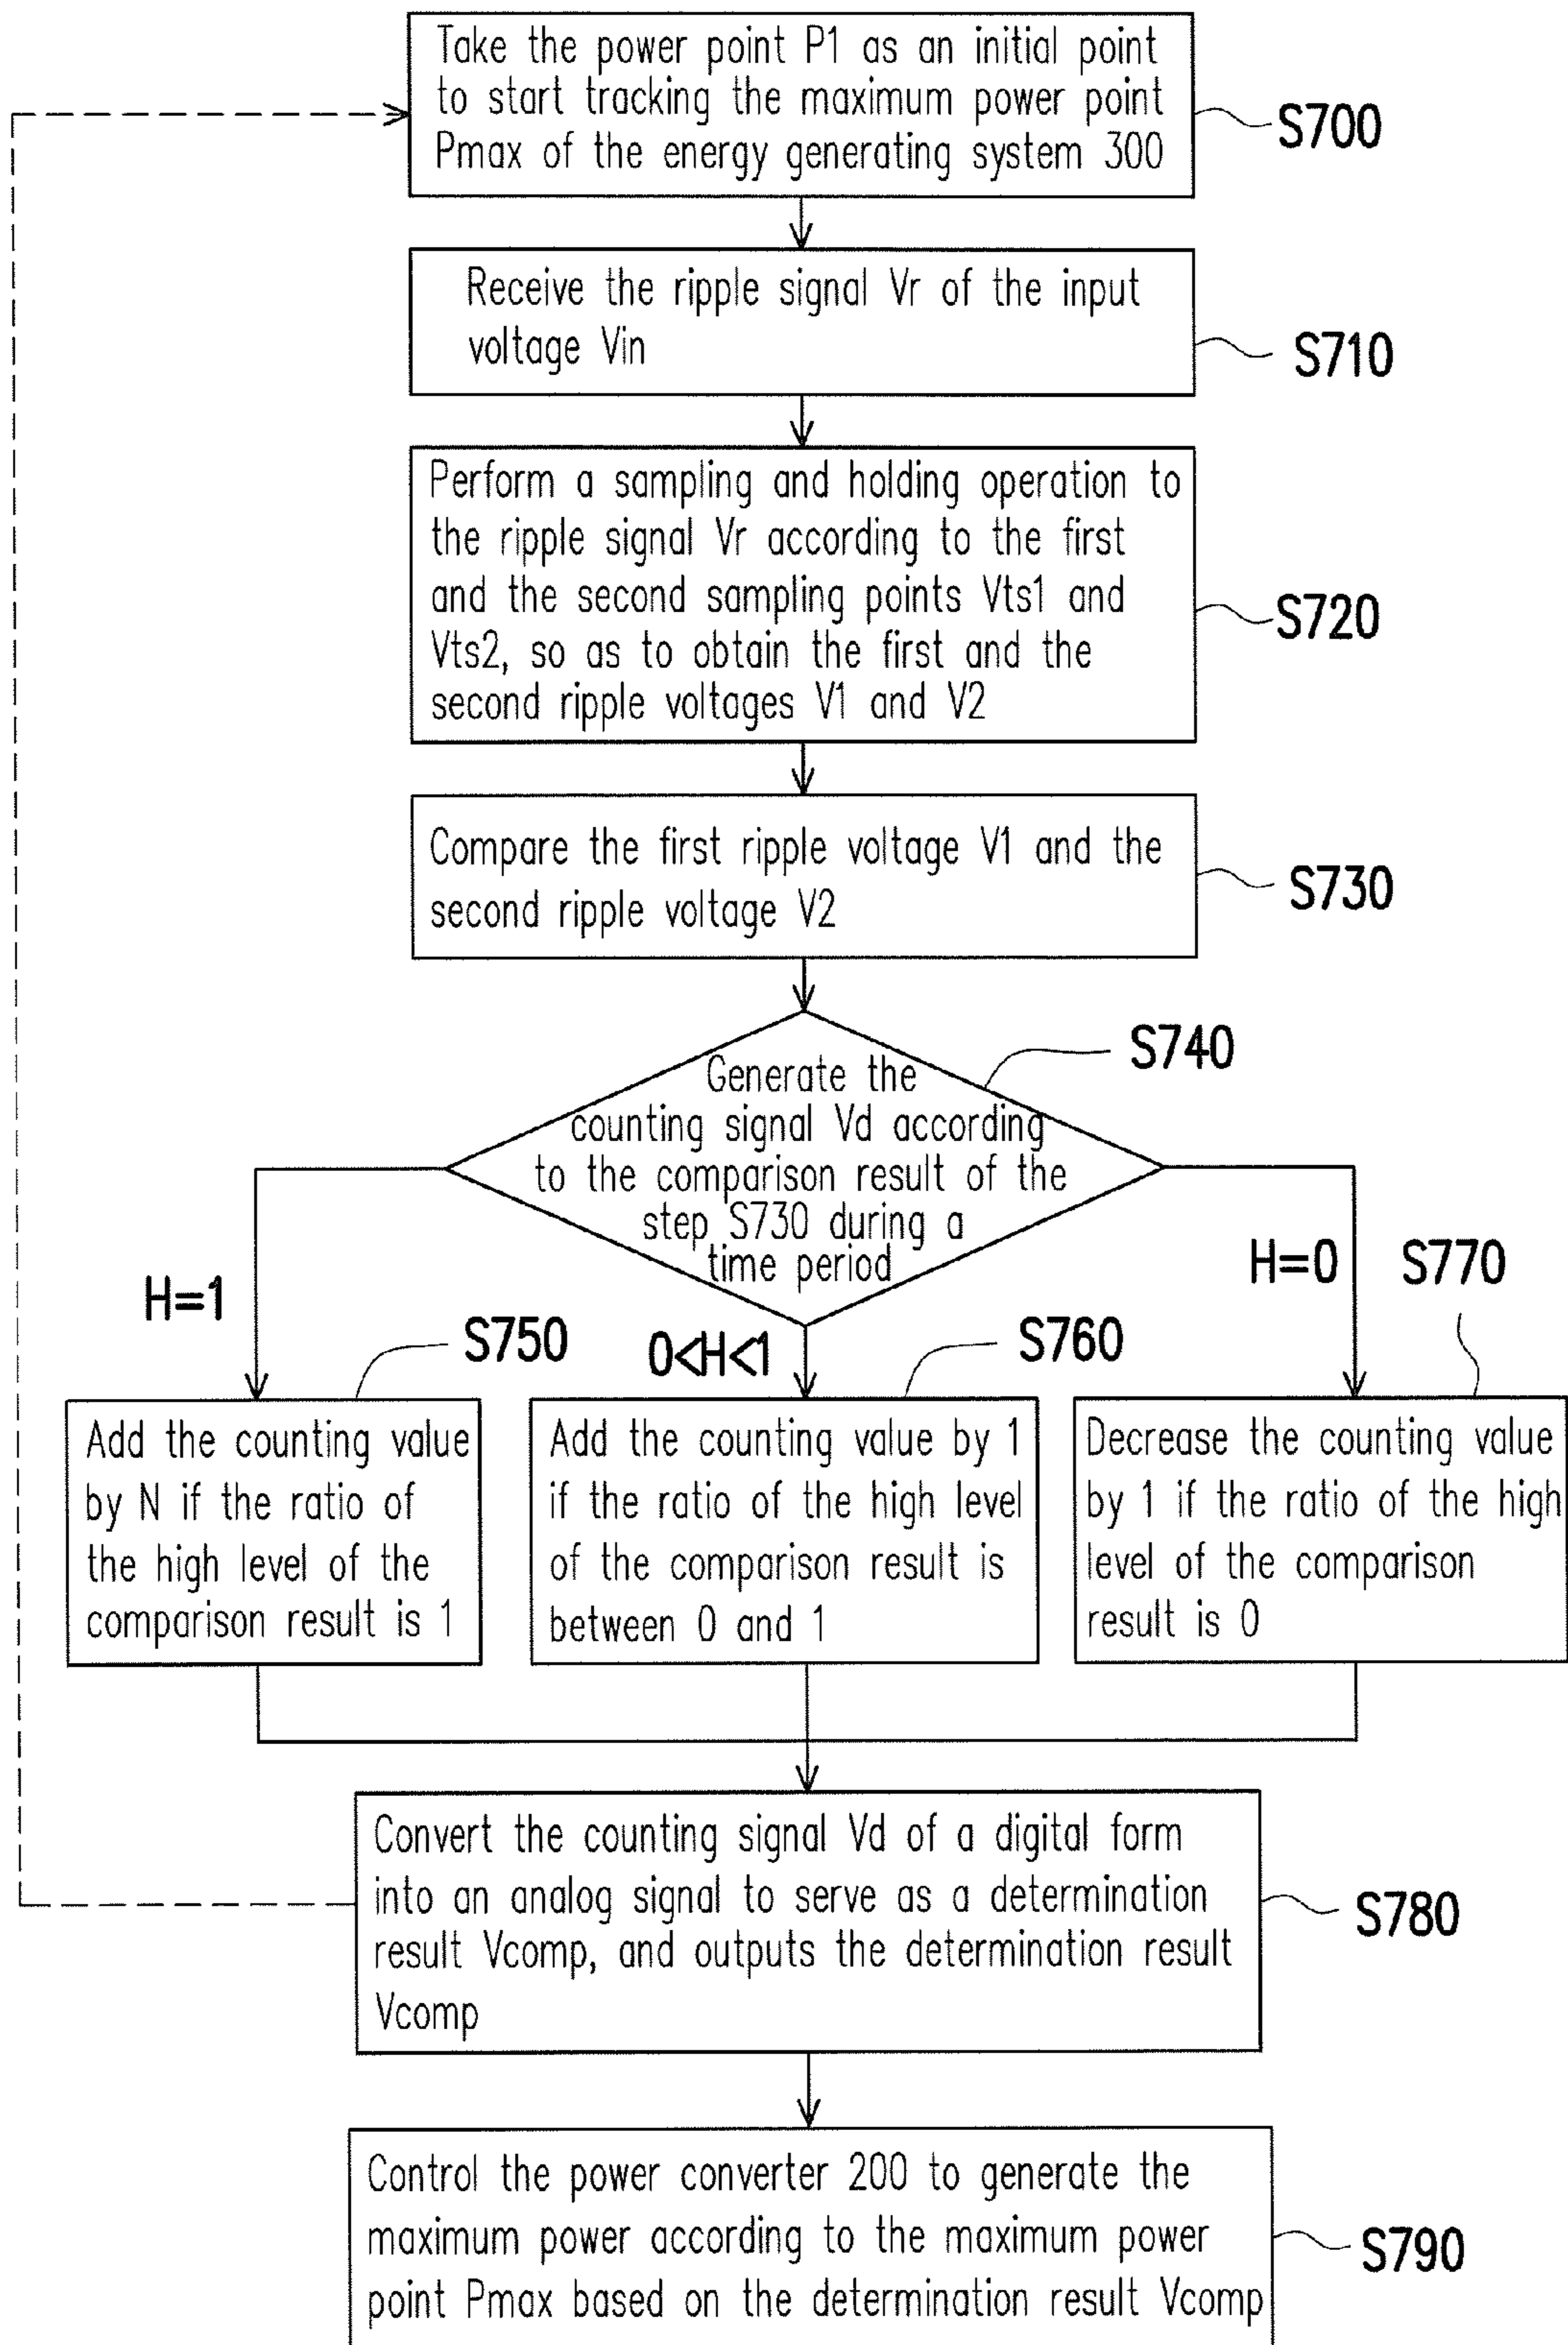 Take the power point P1 as an initial point
to start tracking the maximum power point
Pmax of the energy generating system 300
S700
Receive the ripple signal Vr of the input
voltage Vin
S710
Perform a sampling and holding operation to
the ripple signal Vr according to the first
and the second sampling points Vts1 and
Vts2, so as to obtain the first and the
second ripple voltages V1 and V2
S720
Compare the first ripple voltage V1 and the
second ripple voltage V2
S730
S740
Generate the
counting signal Vd according
to the comparison result of the
step S730 during a
time period
H=1
0<H<1
H=0
S750
Add the counting value
by N if the ratio of
the high level of the
comparison result is 1
S760
Add the counting value by 1
if the ratio of the high level
of the comparison result is
between 0 and 1
S770
Decrease the counting value
by 1 if the ratio of the high
level of the comparison
result is 0
Convert the counting signal Vd of a digital form
into an analog signal to serve as a determination
result Vcomp, and outputs the determination result
Vcomp
S780
Control the power converter 200 to generate the
maximum power according to the maximum power
point Pmax based on the determination result Vcomp
S790